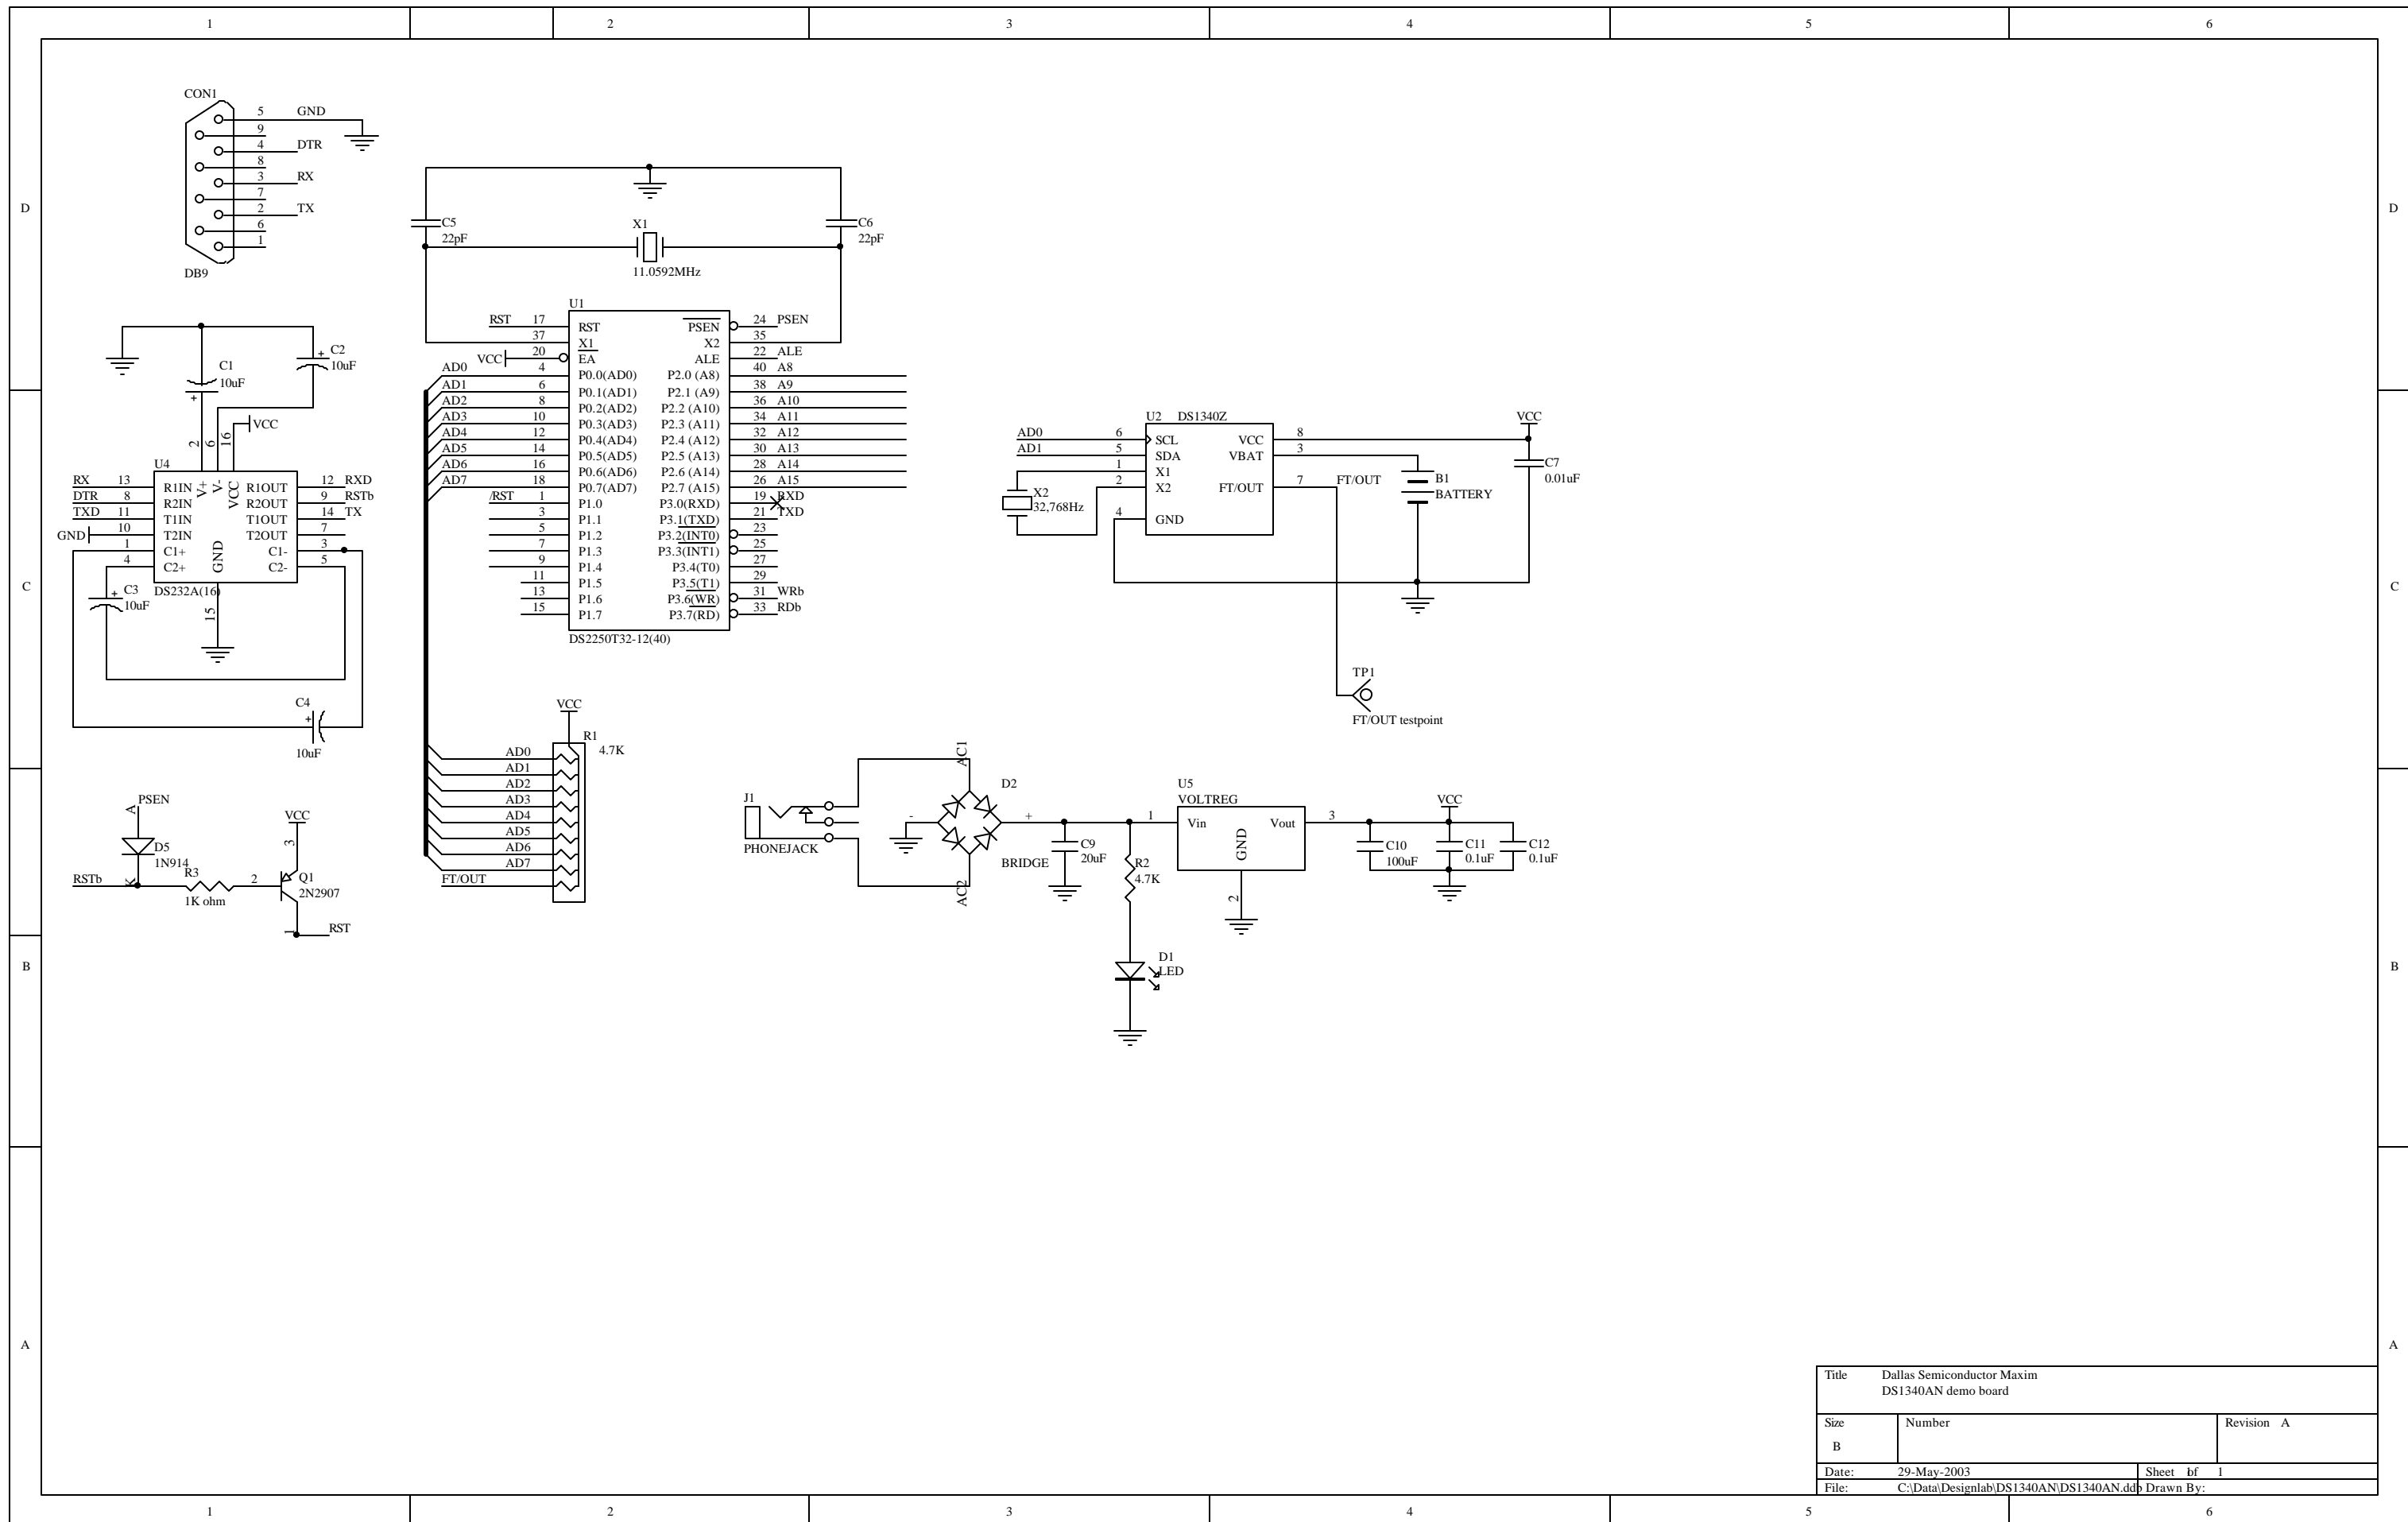 1 2 3 4 5 6
D D
C C
B B
A A
CON1
5 GND
9
4 DTR
8
3 RX
7
2 TX
6
1
DB9
C5
22pF
X1
11.0592MHz
C6
22pF
C1
10uF
+
+ C2
10uF
VCC
2 6 16
U4
RX 13 R1IN
DTR 8 R2IN
TXD 11 T1IN
GND 10 T2IN
1 C1+
4 C2+
V+ V- VCC
GND
R1OUT 12 RXD
R2OUT 9 RSTb
T1OUT 14 TX
T2OUT 7
C1- 3
C2- 5
DS232A(16)
15
+ C3
10uF
C4
+
10uF
U1
RST 17 RST
37 X1
VCC 20 EA
AD0 4 P0.0(AD0)
AD1 6 P0.1(AD1)
AD2 8 P0.2(AD2)
AD3 10 P0.3(AD3)
AD4 12 P0.4(AD4)
AD5 14 P0.5(AD5)
AD6 16 P0.6(AD6)
AD7 18 P0.7(AD7)
/RST 1 P1.0
3 P1.1
5 P1.2
7 P1.3
9 P1.4
11 P1.5
13 P1.6
15 P1.7
PSEN 24 PSEN
X2 35
ALE 22 ALE
P2.0 (A8) 40 A8
P2.1 (A9) 38 A9
P2.2 (A10) 36 A10
P2.3 (A11) 34 A11
P2.4 (A12) 32 A12
P2.5 (A13) 30 A13
P2.6 (A14) 28 A14
P2.7 (A15) 26 A15
P3.0(RXD) 19 RXD
P3.1(TXD) 21 TXD
P3.2(INT0) 23
P3.3(INT1) 25
P3.4(T0) 27
P3.5(T1) 29
P3.6(WR) 31 WRb
P3.7(RD) 33 RDb
DS2250T32-12(40)
U2 DS1340Z
AD0 6 SCL
AD1 5 SDA
1 X1
2 X2
4 GND
VCC 8
VBAT 3
FT/OUT 7 FT/OUT
X2
32,768Hz
VCC
C7
0.01uF
B1
BATTERY
TP1
FT/OUT testpoint
VCC
R1
4.7K
AD0
AD1
AD2
AD3
AD4
AD5
AD6
AD7
FT/OUT
A PSEN
D5
1N914
K
RSTb
R3
1K ohm
2
VCC
3
Q1
2N2907
1
RST
J1
PHONEJACK
AC1
AC2
D2
- +
BRIDGE
C9
20uF
R2
4.7K
D1
LED
U5
VOLTREG
1 Vin Vout 3
GND
2
VCC
C10
100uF
C11
0.1uF
C12
0.1uF
Title Dallas Semiconductor Maxim
DS1340AN demo board
Size Number Revision A
B
Date: 29-May-2003 Sheet 1of 1
File: C:\Data\Designlab\DS1340AN\DS1340AN.ddb Drawn By:
1 2 3 4 5 6